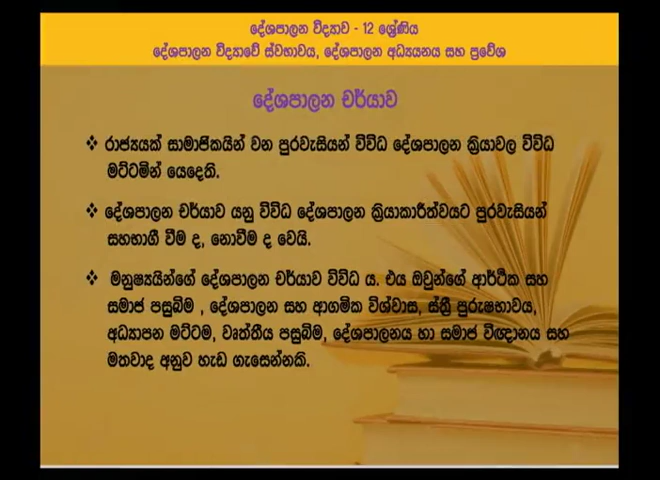 දේශපාලන විද්‍යාව - 12 ශ්‍රේණිය
දේශපාලන විද්‍යාවේ ස්වභාවය, දේශපාලන අධ්‍යයනය සහ ප්‍රවේශ
දේශපාලන චර්යාව
❖ රාජ්‍යයක් සාමාජිකයින් වන පුරවැසියන් විවිධ දේශපාලන ක්‍රියාවල විවිධ
මට්ටමින් යෙදෙති.
❖ දේශපාලන චර්යාව යනු විවිධ දේශපාලන ක්‍රියාකාරීත්වයට පුරවැසියන්
සහභාගී වීම ද, නොවීම ද වෙයි.
❖ මනුෂ්‍යයින්ගේ දේශපාලන චර්යාව විවිධ ය. එය ඔවුන්ගේ ආර්ථික සහ
සමාජ පසුබිම , දේශපාලන සහ ආගමික විශ්වාස, ස්ත්‍රී පුරුෂභාවය,
අධ්‍යාපන මට්ටම, වෘත්තීය පසුබිම, දේශපාලනය හා සමාජ විඥානය සහ
මතවාද අනුව හැඩ ගැසෙන්නකි.